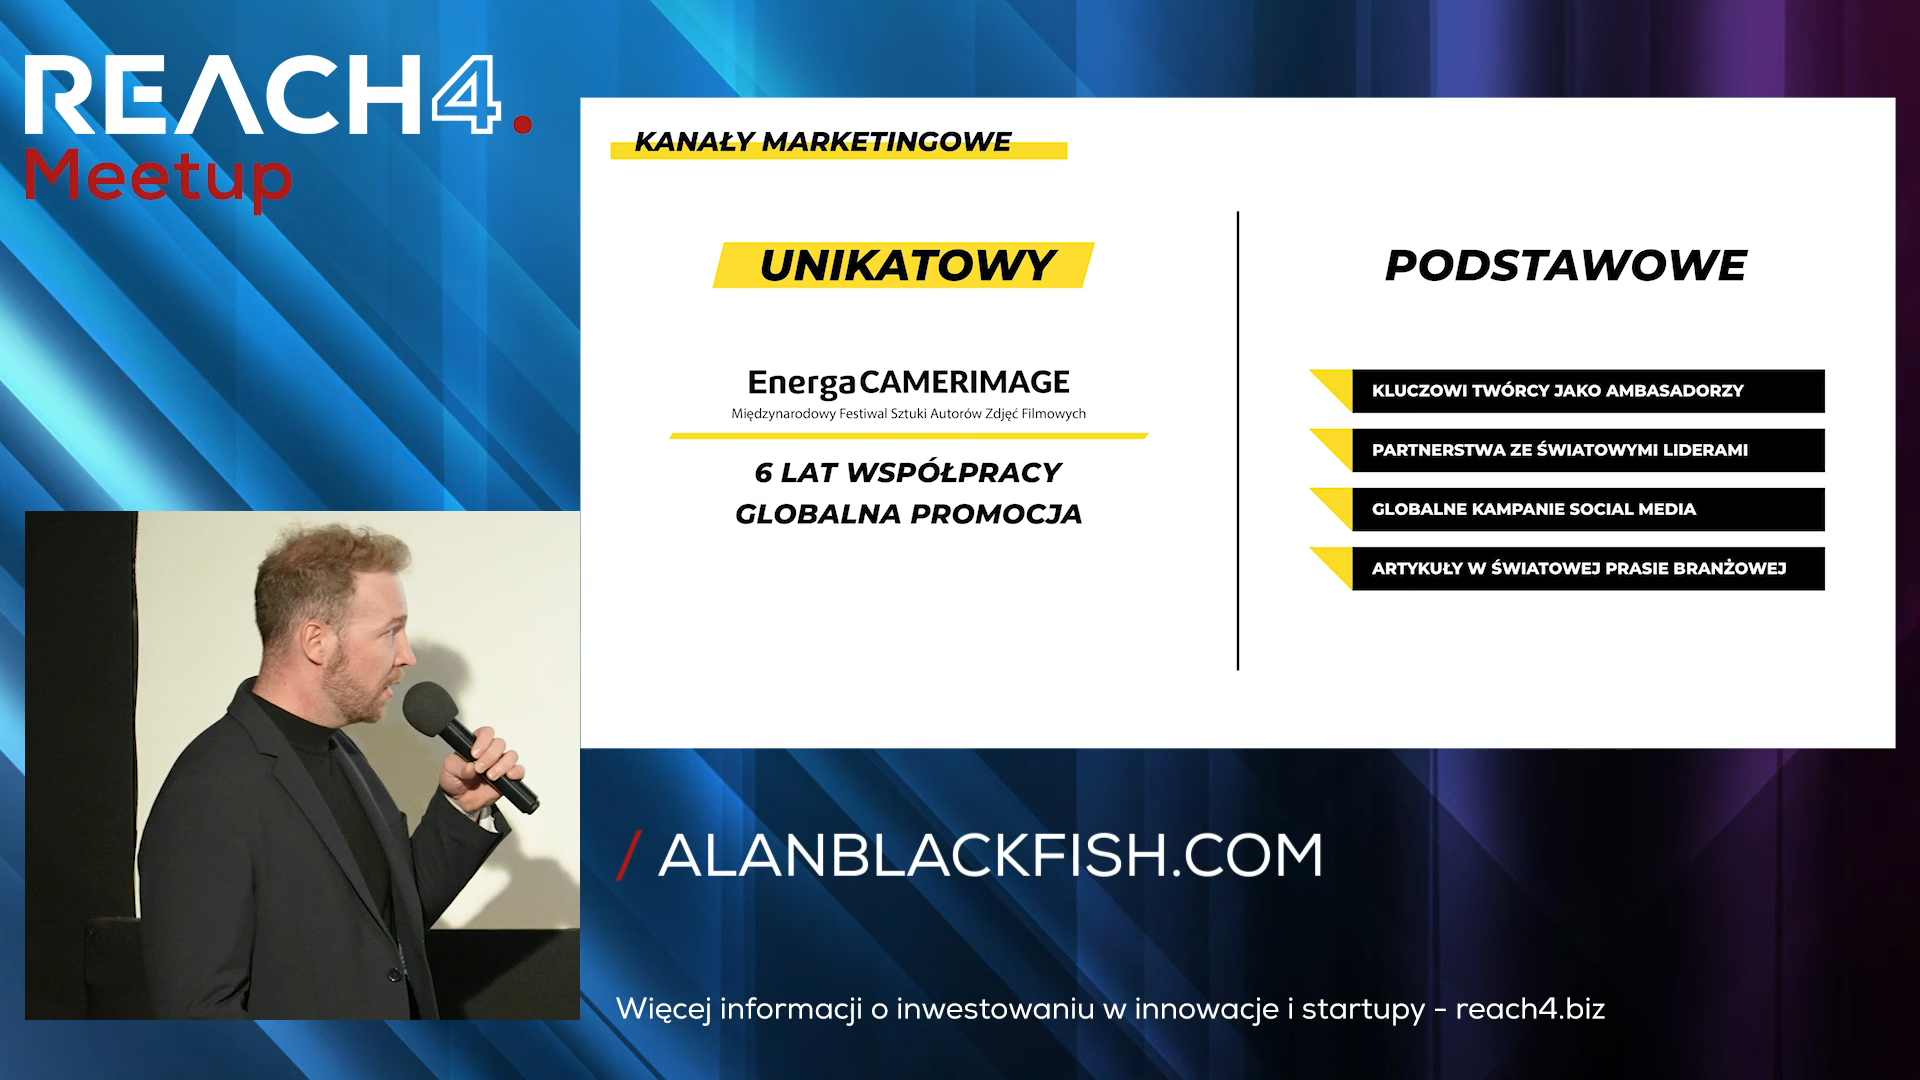 REACH4.
Meetup
KANAŁY MARKETINGOWE
UNIKATOWY
EnergaCAMERIMAGE
Międzynarodowy Festiwal Sztuki Autorów Zdjęć Filmowych
6 LAT WSPÓŁPRACY
GLOBALNA PROMOCJA
PODSTAWOWE
KLUCZOWI TWÓRCY JAKO AMBASADORZY
PARTNERSTWA ZE ŚWIATOWYMI LIDERAMI
GLOBALNE KAMPANIE SOCIAL MEDIA
ARTYKUŁY W ŚWIATOWEJ PRASIE BRANŻOWEJ
/ ALANBLACKFISH.COM
Więcej informacji o inwestowaniu w innowacje i startupy - reach4.biz